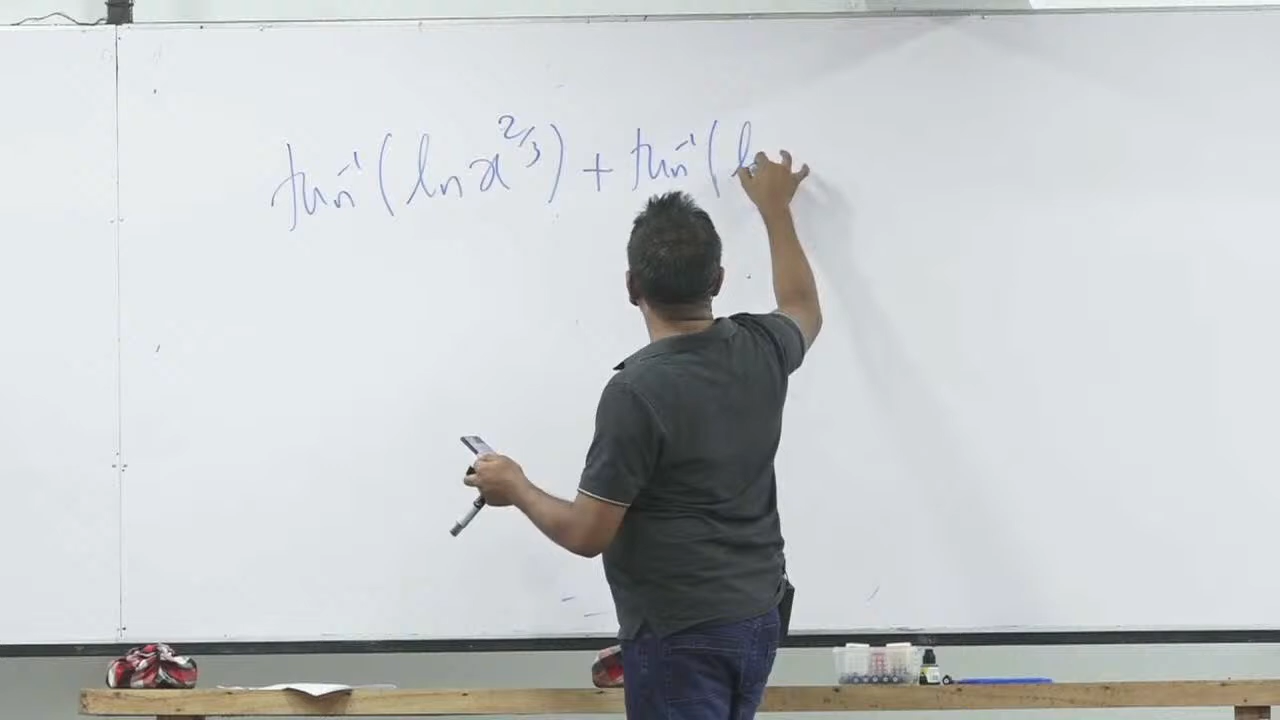 tan⁻¹(ln x^(2/3)) + tan⁻¹(l